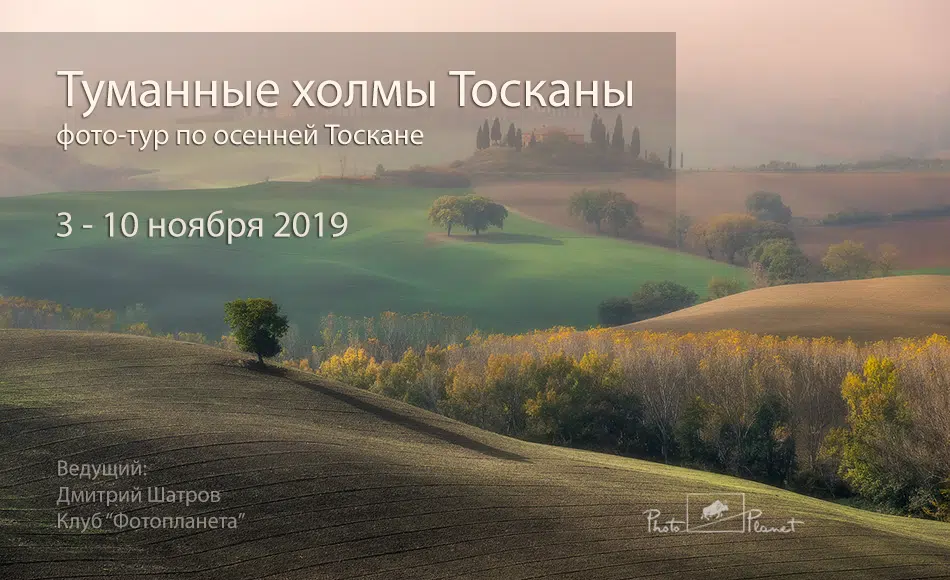 Туманные холмы Тосканы
фото-тур по осенней Тоскане
3 - 10 ноября 2019
Ведущий:
Дмитрий Шатров
Клуб “Фотопланета”
Photo Planet